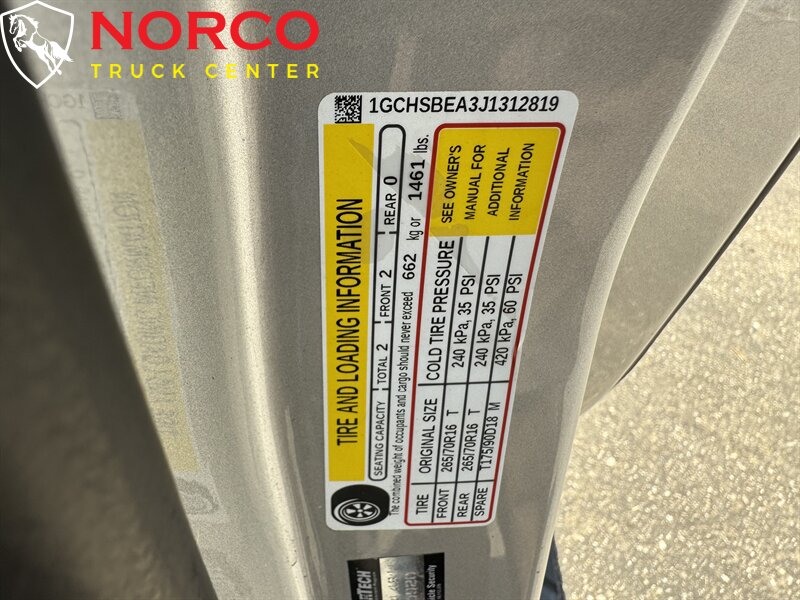 NORCO
TRUCK CENTER
1GCHSBEA3J1312819
TIRE AND LOADING INFORMATION
SEATING CAPACITY TOTAL 2 FRONT 2 REAR 0
The combined weight of occupants and cargo should never exceed 662 kg or 1461 lbs.
TIRE ORIGINAL SIZE COLD TIRE PRESSURE
FRONT 265/70R16 T 240 kPa, 35 PSI
REAR 265/70R16 T 240 kPa, 35 PSI
SPARE T175/90D18 M 420 kPa, 60 PSI
SEE OWNER'S
MANUAL FOR
ADDITIONAL
INFORMATION